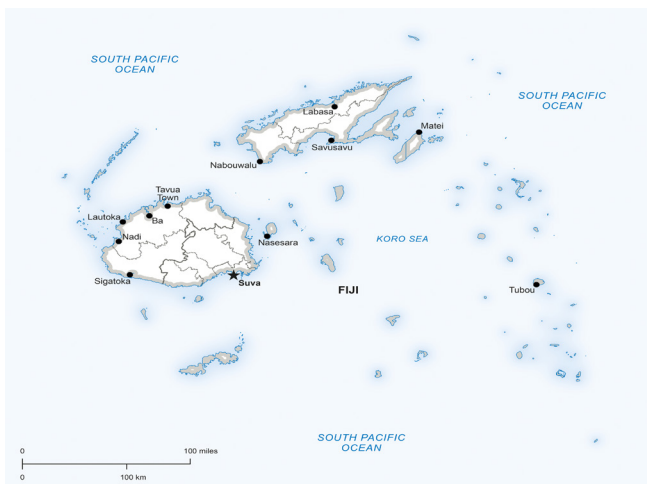 SOUTH PACIFIC
OCEAN
SOUTH PACIFIC
OCEAN
Labasa
Matei
Savusavu
Nabouwalu
Tavua
Town
Lautoka
Ba
Nadi
Nasesara
KORO SEA
Sigatoka
Suva
FIJI
Tubou
SOUTH PACIFIC
OCEAN
0 100 miles
0 100 km